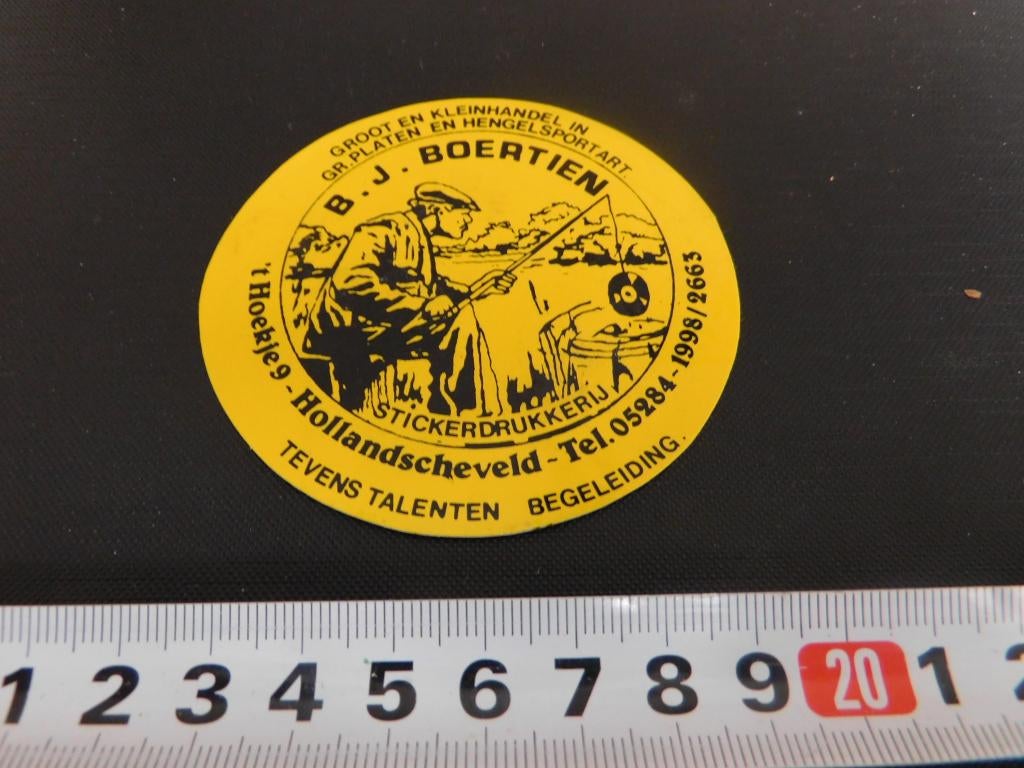 GROOT EN KLEINHANDEL IN
GR.PLATEN EN HENGELSPORTART.
B.J. BOERTIEN
STICKERDRUKKERIJ
't Hoekje 9 - Hollandscheveld - Tel. 05284-1998/2663
TEVENS TALENTEN BEGELEIDING.
1 2 3 4 5 6 7 8 9 20 1 2